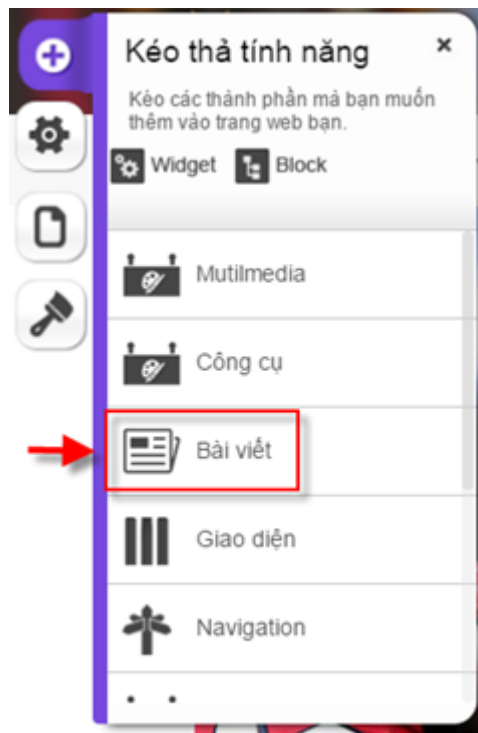 Kéo thả tính năng
Kéo các thành phần mà bạn muốn
thêm vào trang web bạn.
Widget Block
Mutilmedia
Công cụ
Bài viết
Giao diện
Navigation